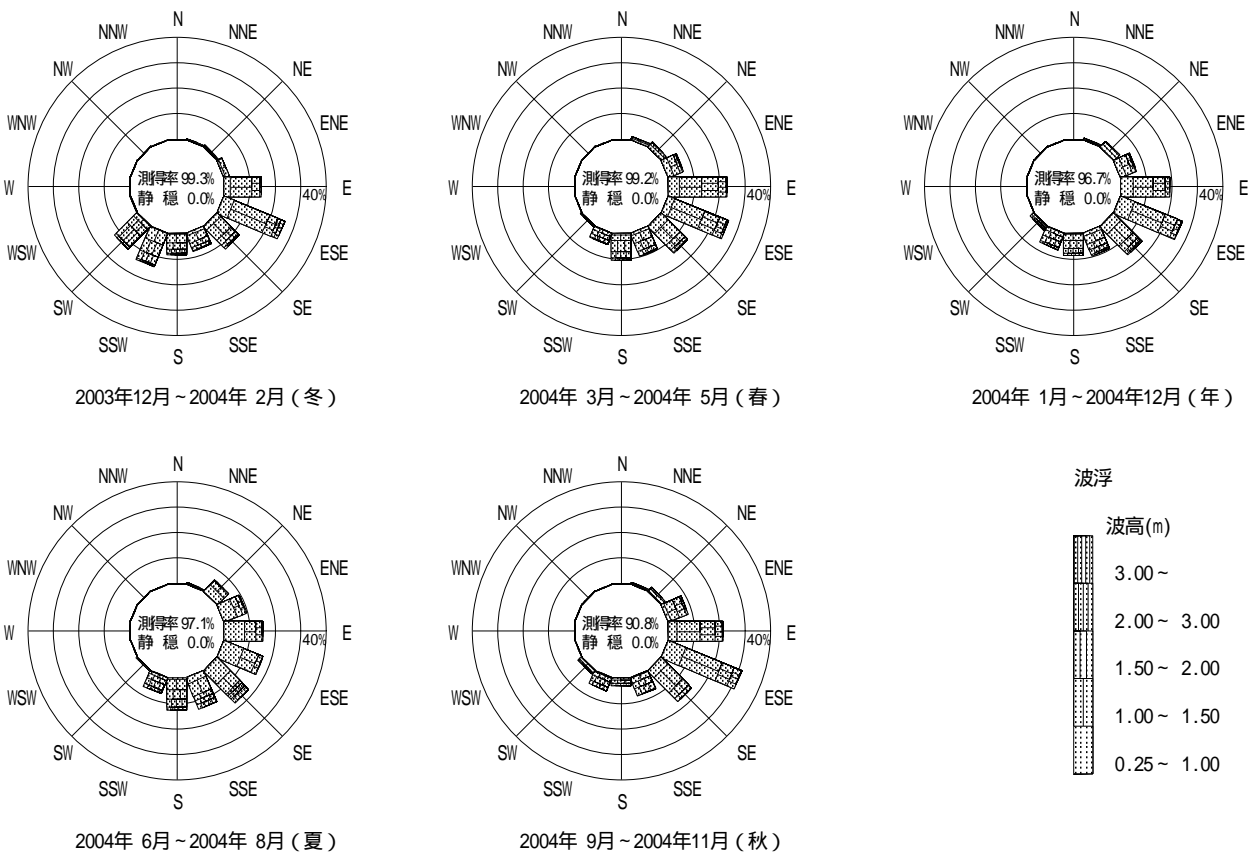 N
NNW NNE
NW NE
WNW ENE
測得率 99.3%
W 40% E
静 穏 0.0%
WSW ESE
SW SE
SSW SSE
S
2003年12月~2004年 2月(冬)
N
NNW NNE
NW NE
WNW ENE
測得率 99.2%
W 40% E
静 穏 0.0%
WSW ESE
SW SE
SSW SSE
S
2004年 3月~2004年 5月(春)
N
NNW NNE
NW NE
WNW ENE
測得率 96.7%
W 40% E
静 穏 0.0%
WSW ESE
SW SE
SSW SSE
S
2004年 1月~2004年12月(年)
N
NNW NNE
NW NE
WNW ENE
測得率 97.1%
W 40% E
静 穏 0.0%
WSW ESE
SW SE
SSW SSE
S
2004年 6月~2004年 8月(夏)
N
NNW NNE
NW NE
WNW ENE
測得率 90.8%
W 40% E
静 穏 0.0%
WSW ESE
SW SE
SSW SSE
S
2004年 9月~2004年11月(秋)
波浮
波高(m)
3.00~
2.00~ 3.00
1.50~ 2.00
1.00~ 1.50
0.25~ 1.00